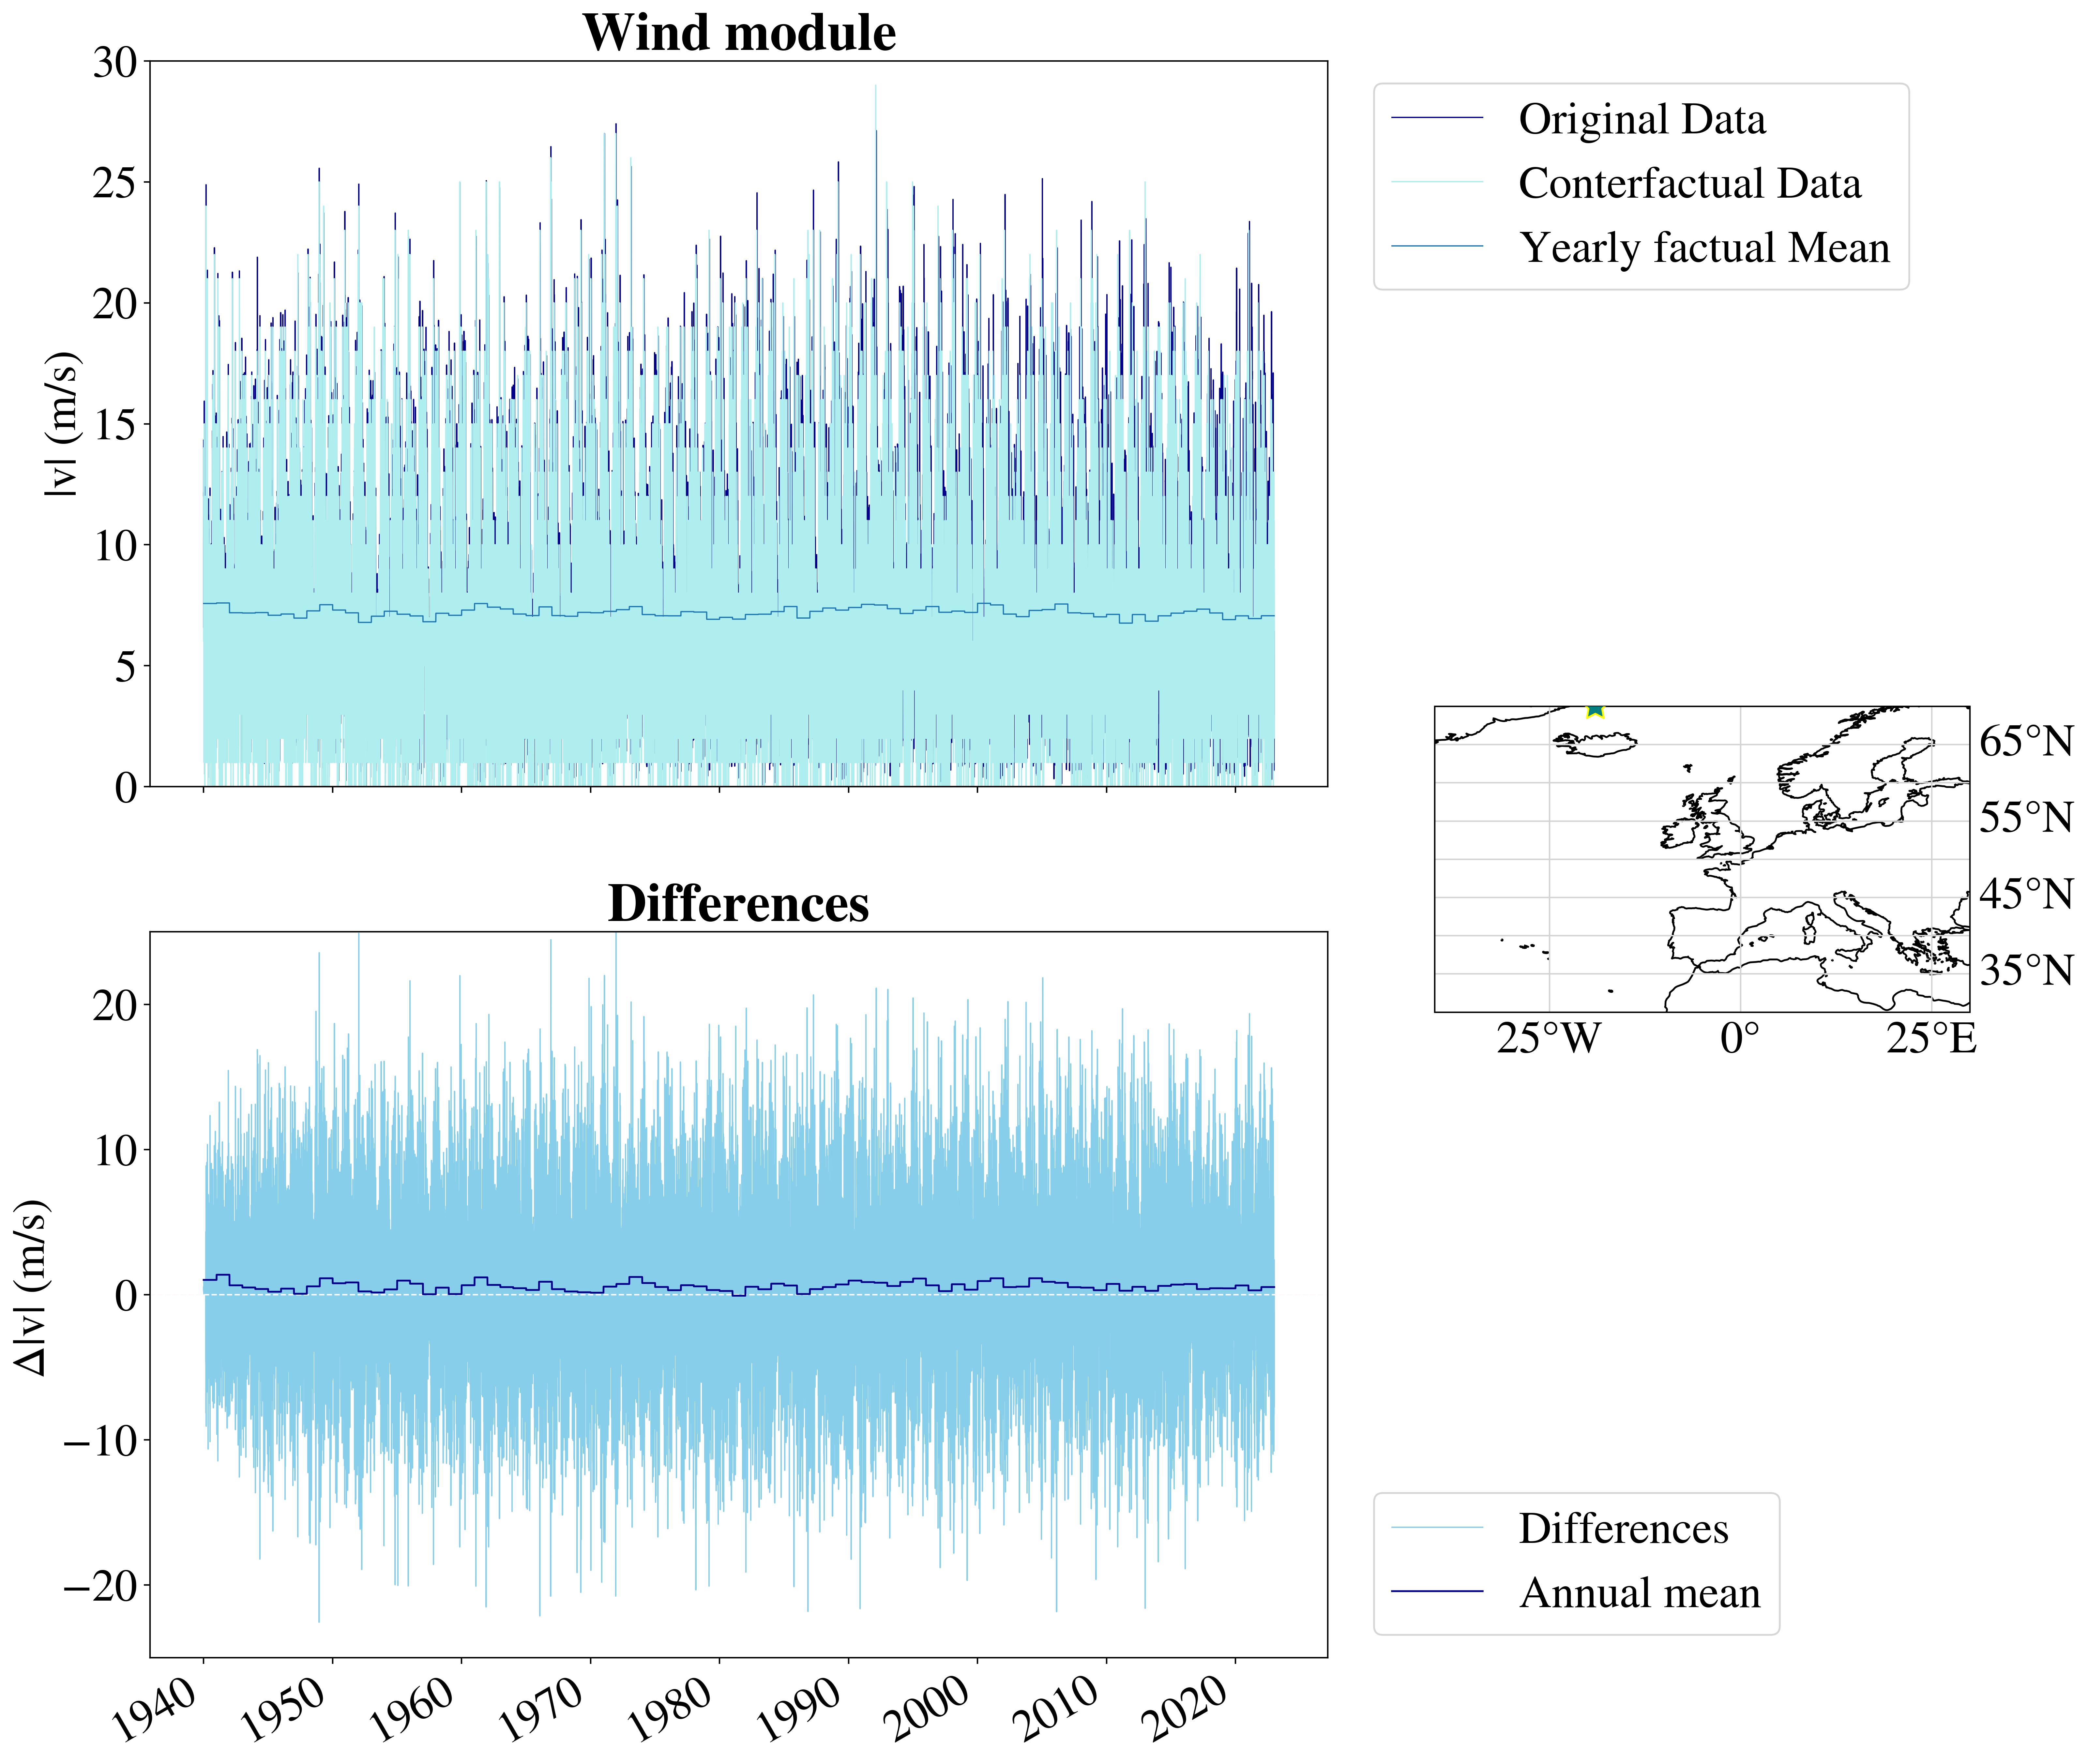 Wind module
30
25
20
15
10
5
0
|v| (m/s)
Original Data
Conterfactual Data
Yearly factual Mean
65°N
55°N
45°N
35°N
25°W 0° 25°E
Differences
20
10
0
−10
−20
Δ|v| (m/s)
1940 1950 1960 1970 1980 1990 2000 2010 2020
Differences
Annual mean